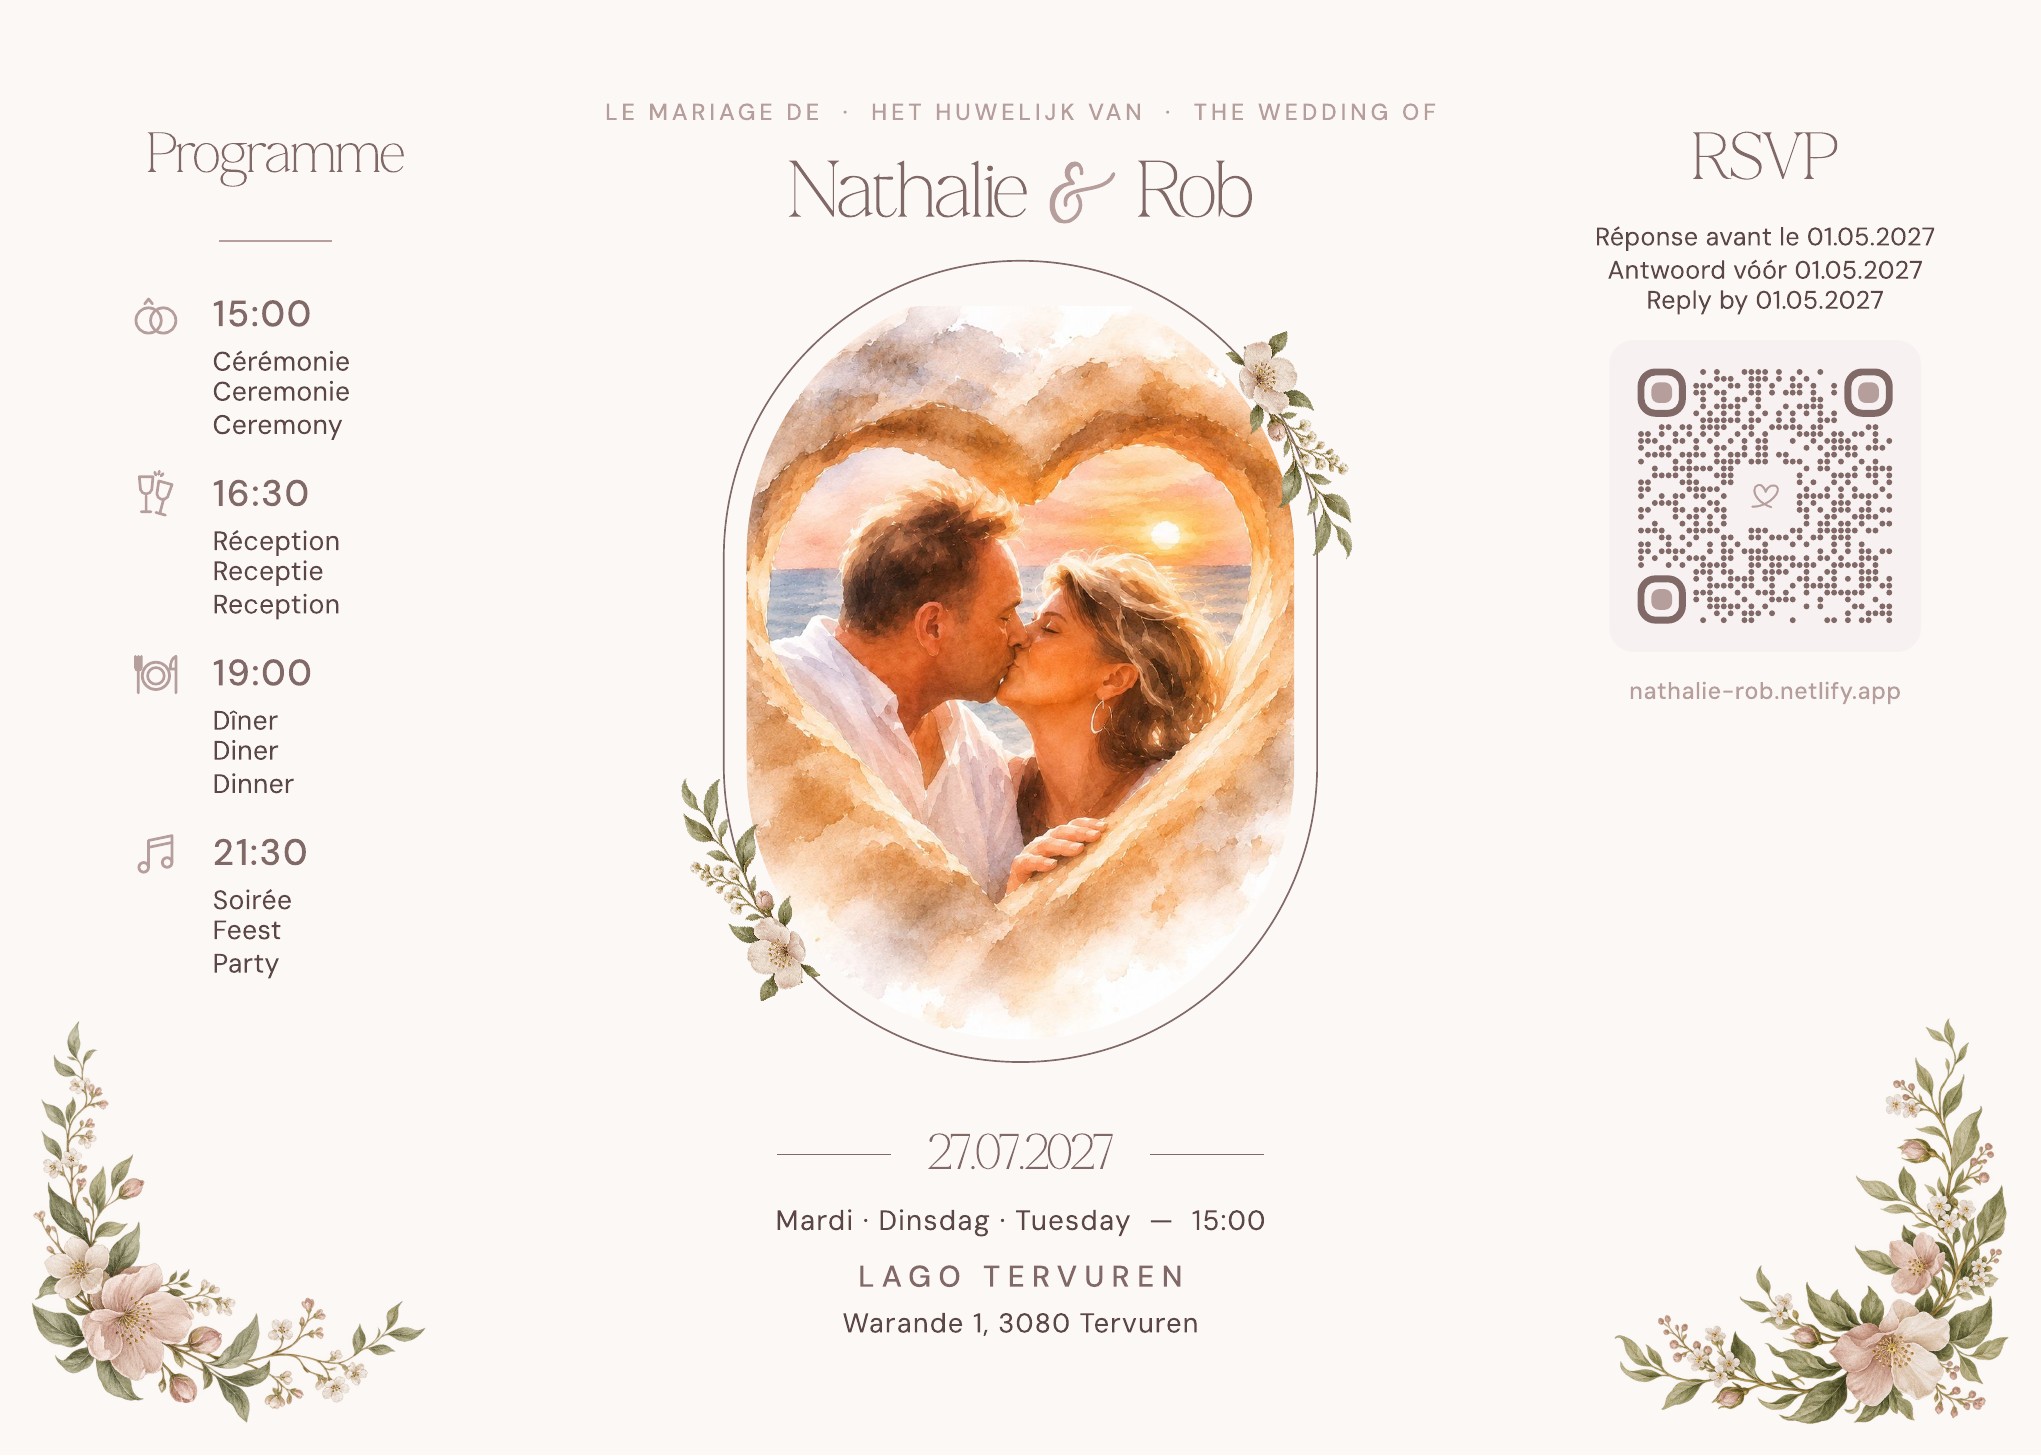 LE MARIAGE DE · HET HUWELIJK VAN · THE WEDDING OF
Nathalie & Rob
Programme
15:00
Cérémonie
Ceremonie
Ceremony
16:30
Réception
Receptie
Reception
19:00
Dîner
Diner
Dinner
21:30
Soirée
Feest
Party
27.07.2027
Mardi · Dinsdag · Tuesday — 15:00
LAGO TERVUREN
Warande 1, 3080 Tervuren
RSVP
Réponse avant le 01.05.2027
Antwoord vóór 01.05.2027
Reply by 01.05.2027
nathalie-rob.netlify.app